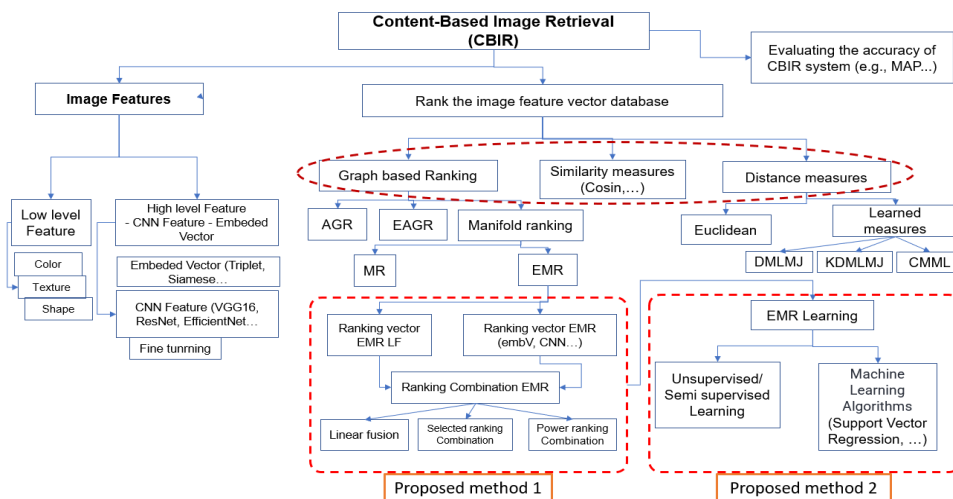 Content-Based Image Retrieval
(CBIR)
Evaluating the accuracy of
CBIR system (e.g., MAP...)
Image Features
Rank the image feature vector database
Graph based Ranking
Similarity measures
(Cosin,...)
Distance measures
Low level
Feature
High level Feature
- CNN Feature - Embeded
Vector
AGR
EAGR
Manifold ranking
Euclidean
Learned
measures
Color
Texture
Shape
Embeded Vector (Triplet,
Siamese...
MR
EMR
DMLMJ
KDMLMJ
CMML
CNN Feature (VGG16,
ResNet, EfficientNet...
Fine tunrning
Ranking vector
EMR LF
Ranking vector EMR
(embV, CNN...)
EMR Learning
Ranking Combination EMR
Unsupervised/
Semi supervised
Learning
Machine
Learning
Algorithms
(Support Vector
Regression, ...)
Linear fusion
Selected ranking
Combination
Power ranking
Combination
Proposed method 1
Proposed method 2